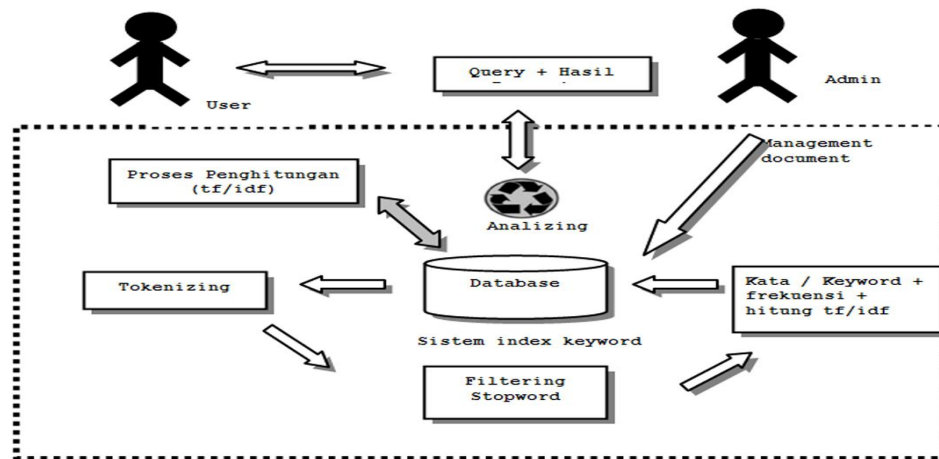 Query + Hasil
User
Admin
Management
document
Proses Penghitungan
(tf/idf)
Analizing
Tokenizing
Database
Kata / Keyword +
frekuensi +
hitung tf/idf
Sistem index keyword
Filtering
Stopword